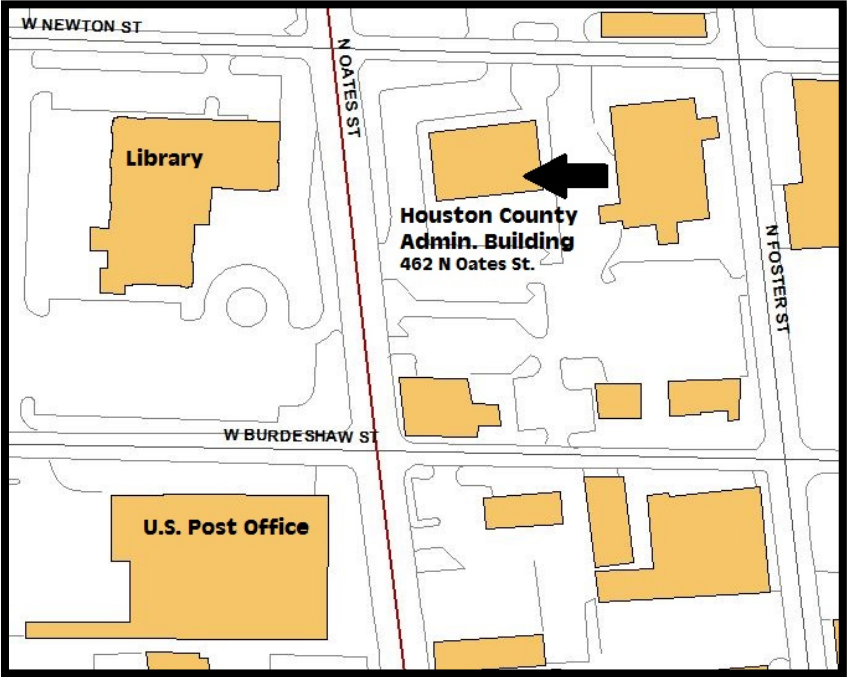 W NEWTON ST
N OATES ST
Library
Houston County
Admin. Building
462 N Oates St.
N FOSTER ST
W BURDESHAW ST
U.S. Post Office